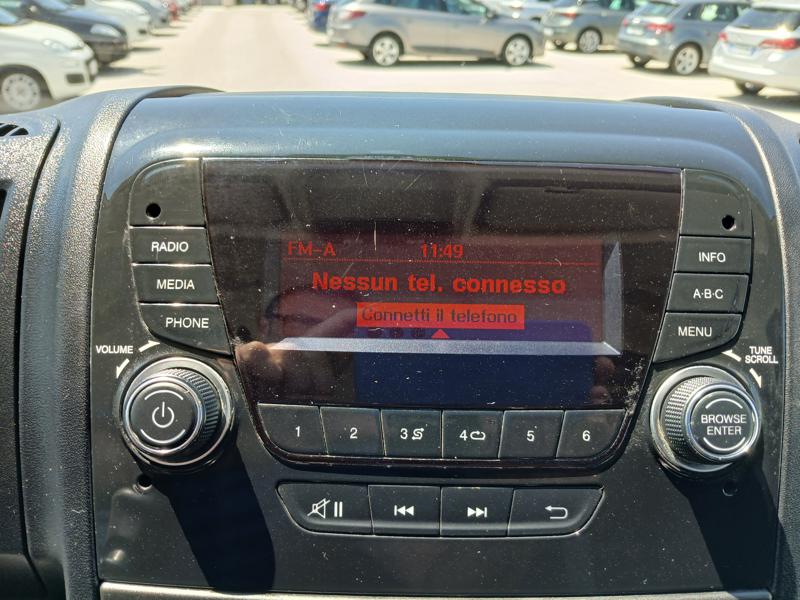 FM-A 11:49
Nessun tel. connesso
Connetti il telefono
RADIO
MEDIA
PHONE
VOLUME
INFO
A·B·C
MENU
TUNE
SCROLL
BROWSE
ENTER
1 2 3 4 5 6